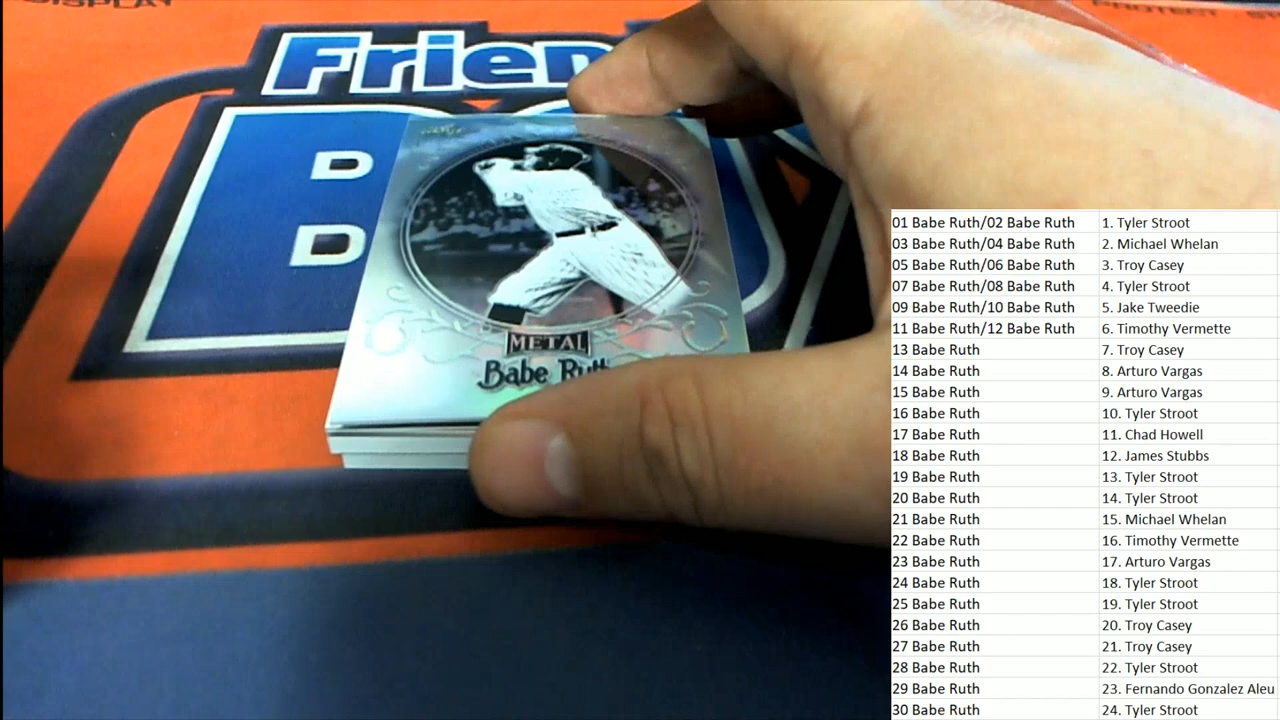 DISPLAY
PROTECT
Frien
D
D
METAL
Babe Ruth
01 Babe Ruth/02 Babe Ruth 1. Tyler Stroot
03 Babe Ruth/04 Babe Ruth 2. Michael Whelan
05 Babe Ruth/06 Babe Ruth 3. Troy Casey
07 Babe Ruth/08 Babe Ruth 4. Tyler Stroot
09 Babe Ruth/10 Babe Ruth 5. Jake Tweedie
11 Babe Ruth/12 Babe Ruth 6. Timothy Vermette
13 Babe Ruth 7. Troy Casey
14 Babe Ruth 8. Arturo Vargas
15 Babe Ruth 9. Arturo Vargas
16 Babe Ruth 10. Tyler Stroot
17 Babe Ruth 11. Chad Howell
18 Babe Ruth 12. James Stubbs
19 Babe Ruth 13. Tyler Stroot
20 Babe Ruth 14. Tyler Stroot
21 Babe Ruth 15. Michael Whelan
22 Babe Ruth 16. Timothy Vermette
23 Babe Ruth 17. Arturo Vargas
24 Babe Ruth 18. Tyler Stroot
25 Babe Ruth 19. Tyler Stroot
26 Babe Ruth 20. Troy Casey
27 Babe Ruth 21. Troy Casey
28 Babe Ruth 22. Tyler Stroot
29 Babe Ruth 23. Fernando Gonzalez Aleu
30 Babe Ruth 24. Tyler Stroot